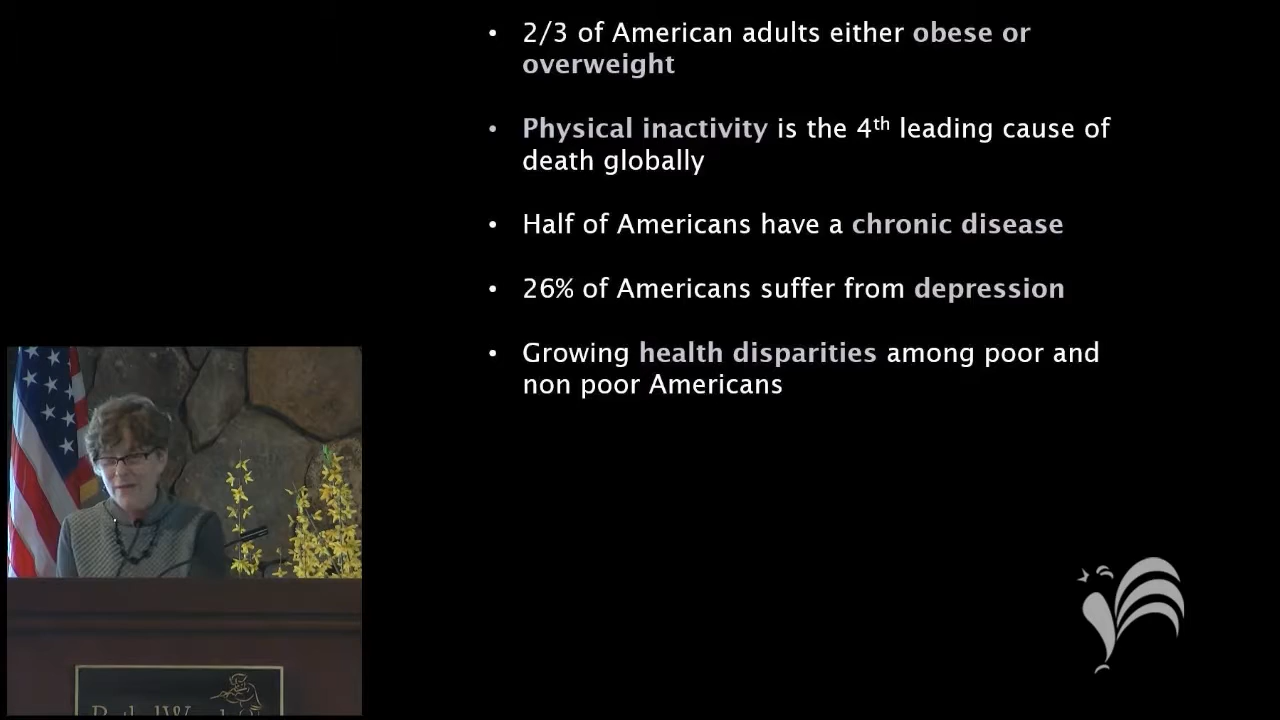 2/3 of American adults either obese or
overweight
Physical inactivity is the 4th leading cause of
death globally
Half of Americans have a chronic disease
26% of Americans suffer from depression
Growing health disparities among poor and
non poor Americans